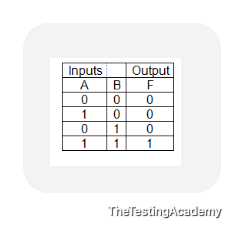 Inputs Output
A B F
0 0 0
1 0 0
0 1 0
1 1 1
TheTestingAcademy